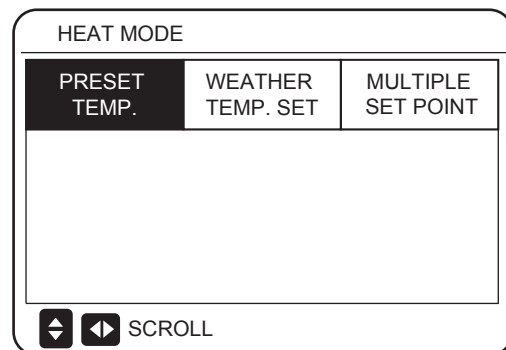 HEAT MODE
PRESET
TEMP.
WEATHER
TEMP. SET
MULTIPLE
SET POINT
SCROLL